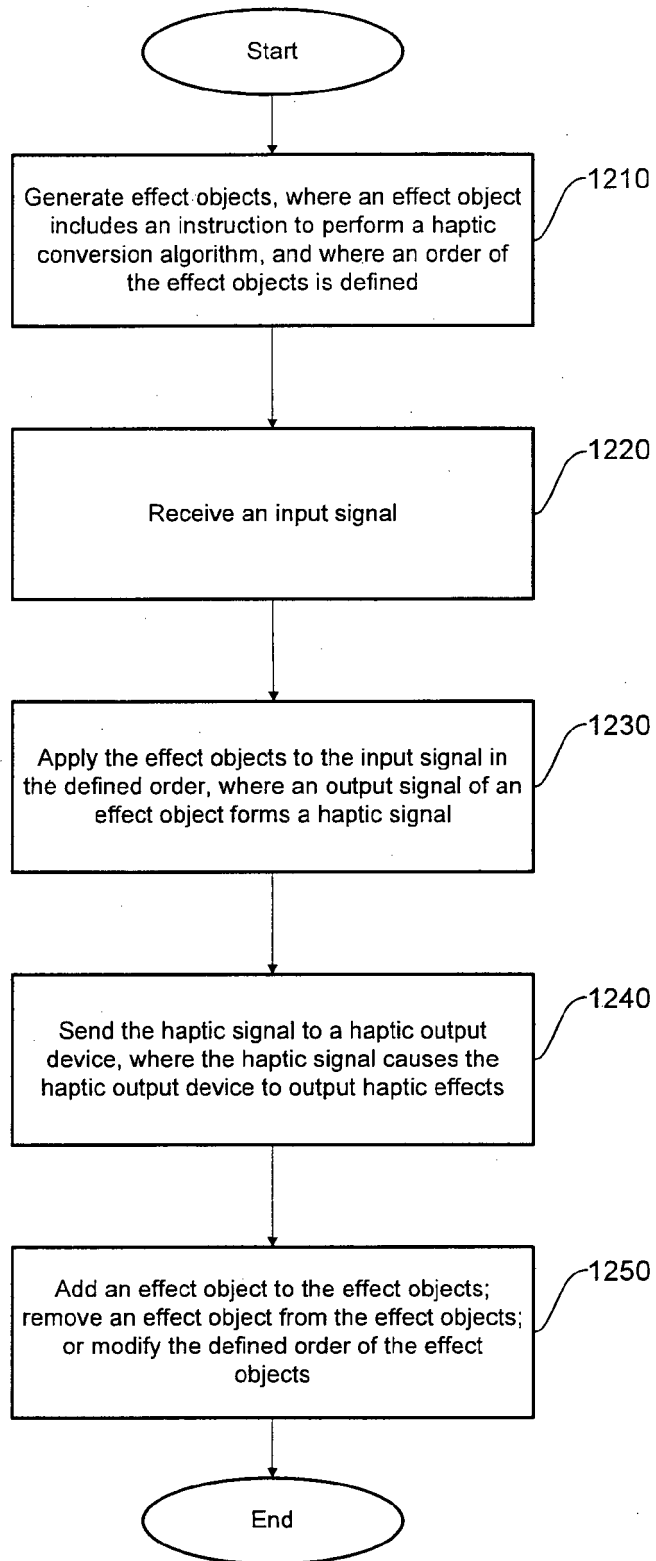 Start
Generate effect objects, where an effect object
includes an instruction to perform a haptic
conversion algorithm, and where an order of
the effect objects is defined
1210
Receive an input signal
1220
Apply the effect objects to the input signal in
the defined order, where an output signal of an
effect object forms a haptic signal
1230
Send the haptic signal to a haptic output
device, where the haptic signal causes the
haptic output device to output haptic effects
1240
Add an effect object to the effect objects;
remove an effect object from the effect objects;
or modify the defined order of the effect
objects
1250
End